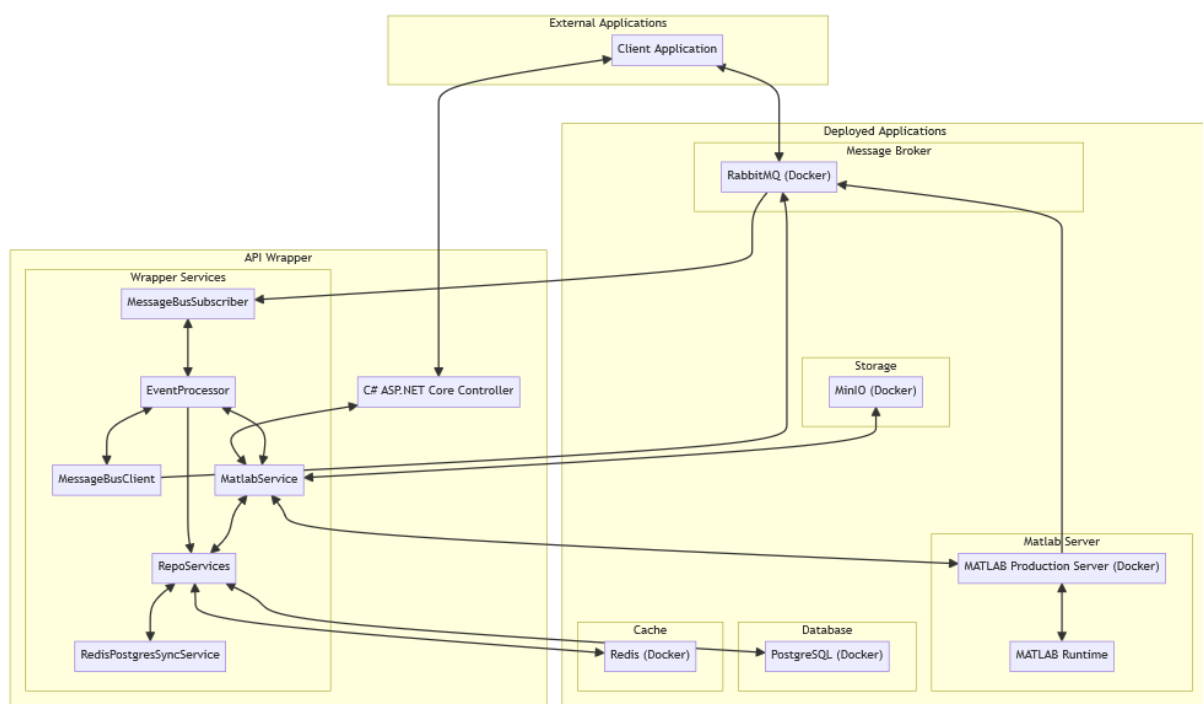 External Applications
Client Application
Deployed Applications
Message Broker
RabbitMQ (Docker)
API Wrapper
Wrapper Services
MessageBusSubscriber
EventProcessor
C# ASP.NET Core Controller
Storage
MinIO (Docker)
MessageBusClient
MatlabService
Matlab Server
RepoServices
MATLAB Production Server (Docker)
Cache
Database
RedisPostgresSyncService
Redis (Docker)
PostgreSQL (Docker)
MATLAB Runtime